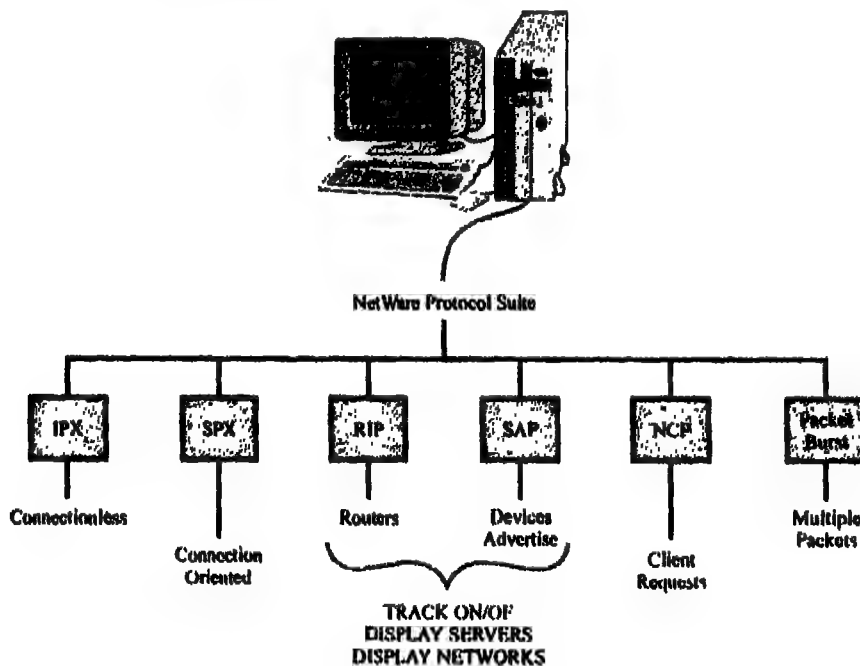 NetWare Protocol Suite
IPX
SPX
RIP
SAP
NCP
Packet
Burst
Connectionless
Connection
Oriented
Routers
Devices
Advertise
Client
Requests
Multiple
Packets
TRACK ON/OF
DISPLAY SERVERS
DISPLAY NETWORKS